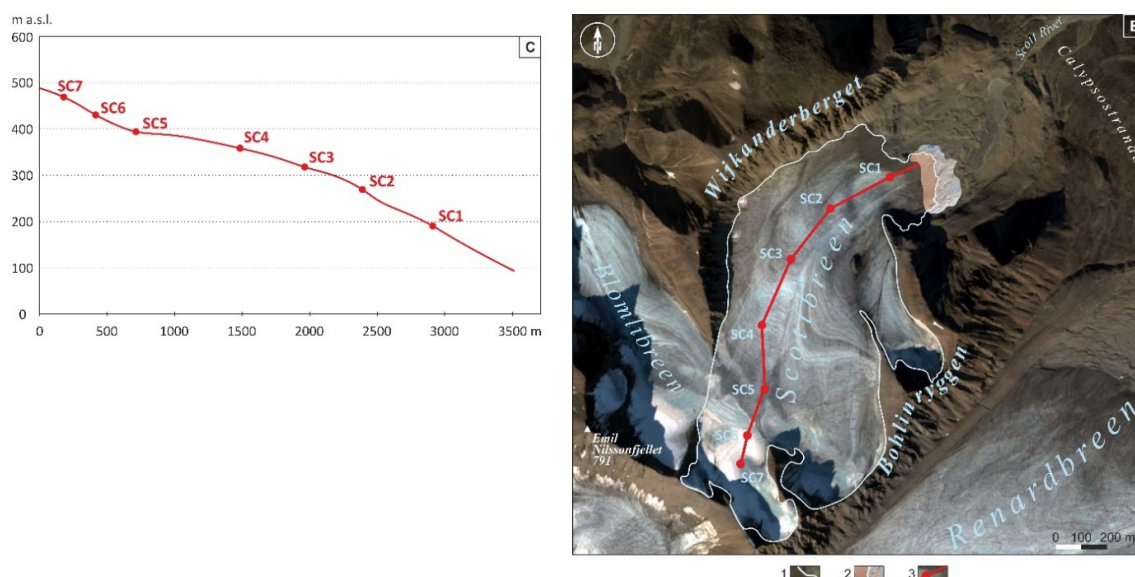 m a.s.l.
C
600
500
400
300
200
100
0
SC7
SC6
SC5
SC4
SC3
SC2
SC1
0
500
1000
1500
2000
2500
3000
3500 m
N
Scott River
Calypsostranda
Wijkanderberget
SC1
SC2
SC3
SC4
SC5
SC7
Scottbreen
Blomlibreen
Bohlinryggen
Renardbreen
Emil
Nilssonfjellet
791
0 100 200 m
1
2
3